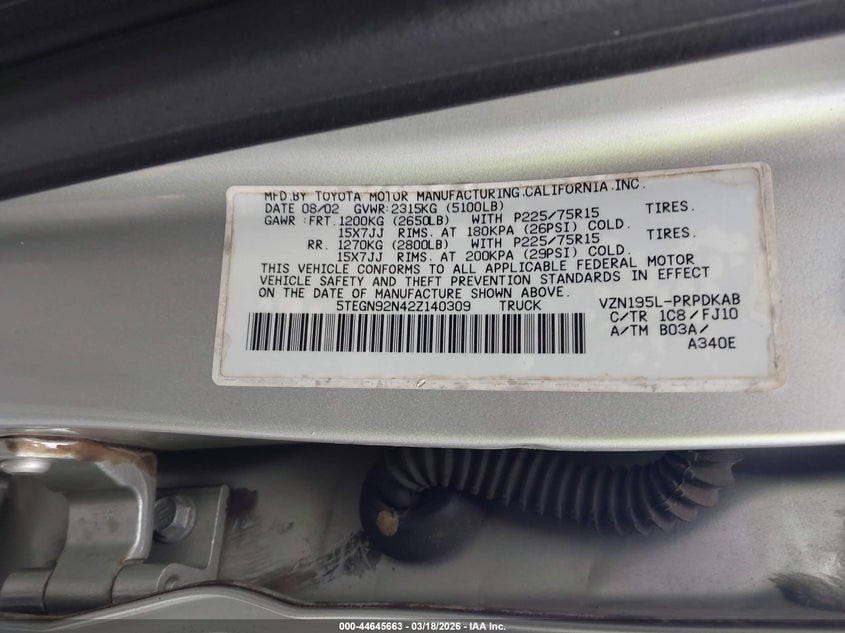 MFD.BY TOYOTA MOTOR MANUFACTURING.CALIFORNIA.INC.
DATE 08/02 GVWR:2315KG (5100LB)
GAWR:FRT.1200KG (2650LB) WITH P225/75R15 TIRES.
15X7JJ RIMS. AT 180KPA (26PSI) COLD.
RR. 1270KG (2800LB) WITH P225/75R15 TIRES.
15X7JJ RIMS. AT 200KPA (29PSI) COLD.
THIS VEHICLE CONFORMS TO ALL APPLICABLE FEDERAL MOTOR
VEHICLE SAFETY AND THEFT PREVENTION STANDARDS IN EFFECT
ON THE DATE OF MANUFACTURE SHOWN ABOVE.
5TEGN92N42Z140309 TRUCK VZN195L-PRPDKAB
C/TR 1C8/FJ10
A/TM B03A/
A340E
000-44645663 - 03/18/2026 - IAA Inc.